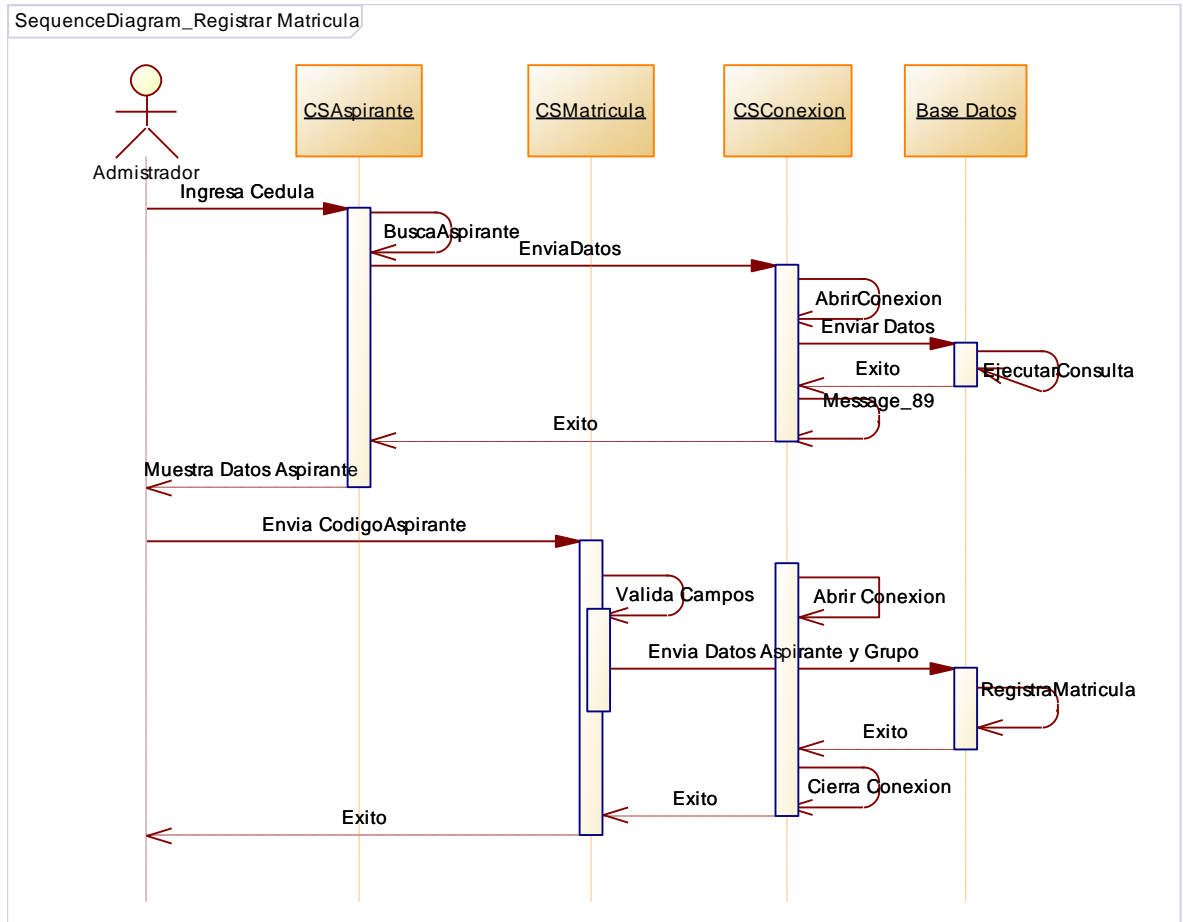 SequenceDiagram_Registrar Matricula
CSAspirante
CSMatricula
CSConexion
Base Datos
Admistrador
Ingresa Cedula
BuscaAspirante
EnviaDatos
AbrirConexion
Enviar Datos
Exito
EjecutarConsulta
Message_89
Exito
Muestra Datos Aspirante
Envia CodigoAspirante
Valida Campos
Abrir Conexion
Envia Datos Aspirante y Grupo
RegistraMatricula
Exito
Cierra Conexion
Exito
Exito